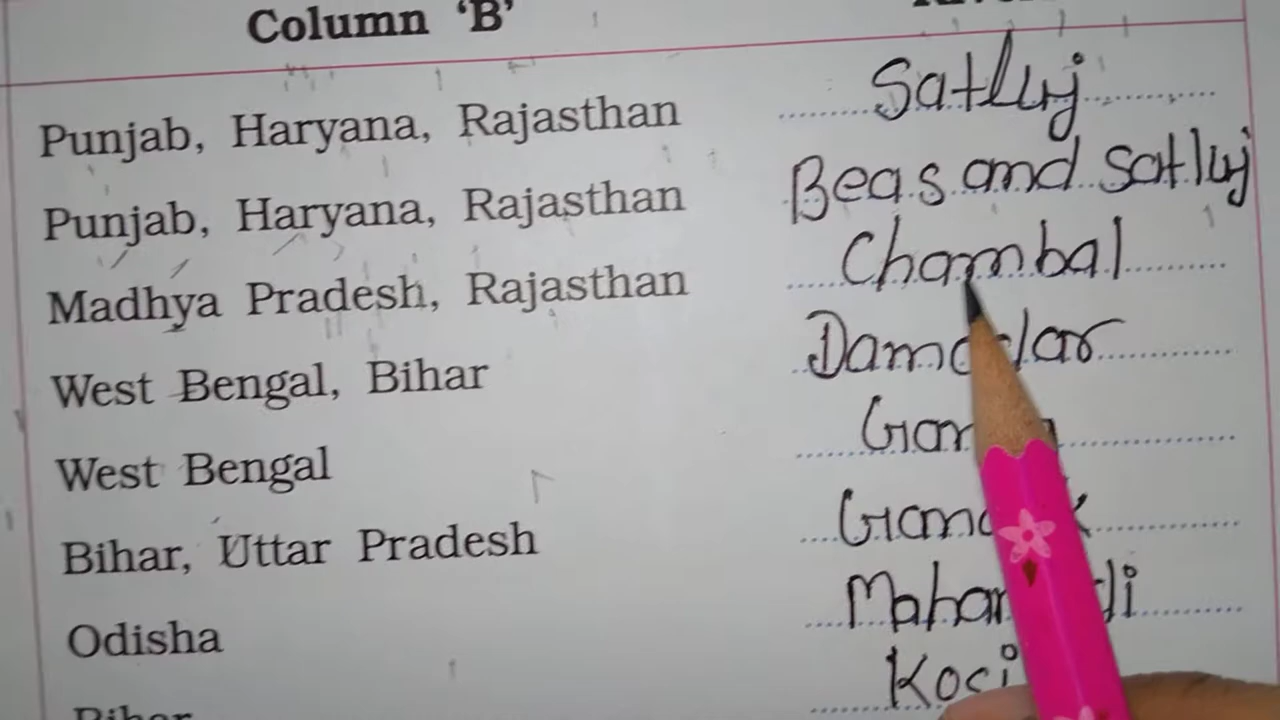 Column 'B'
Punjab, Haryana, Rajasthan Satluj
Punjab, Haryana, Rajasthan Beas and Satluj
Madhya Pradesh, Rajasthan Chambal
West Bengal, Bihar
West Bengal
Bihar, Uttar Pradesh
Odisha
Bihar Kosi